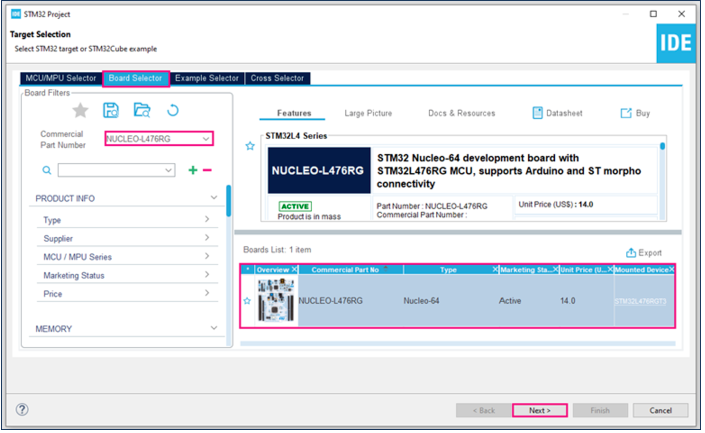 IDE STM32 Project
Target Selection
Select STM32 target or STM32Cube example
IDE
MCU/MPU Selector Board Selector Example Selector Cross Selector
Board Filters
Commercial
Part Number
NUCLEO-L476RG
PRODUCT INFO
Type
Supplier
MCU / MPU Series
Marketing Status
Price
MEMORY
Features Large Picture Docs & Resources Datasheet Buy
STM32L4 Series
NUCLEO-L476RG
STM32 Nucleo-64 development board with
STM32L476RG MCU, supports Arduino and ST morpho
connectivity
ACTIVE
Product is in mass
Part Number : NUCLEO-L476RG
Commercial Part Number :
Unit Price (US$) : 14.0
Boards List: 1 item
Export
* Overview Commercial Part No Type Marketing Sta... Unit Price (U... Mounted Device
NUCLEO-L476RG Nucleo-64 Active 14.0 STM32L476RGT3
? < Back Next > Finish Cancel